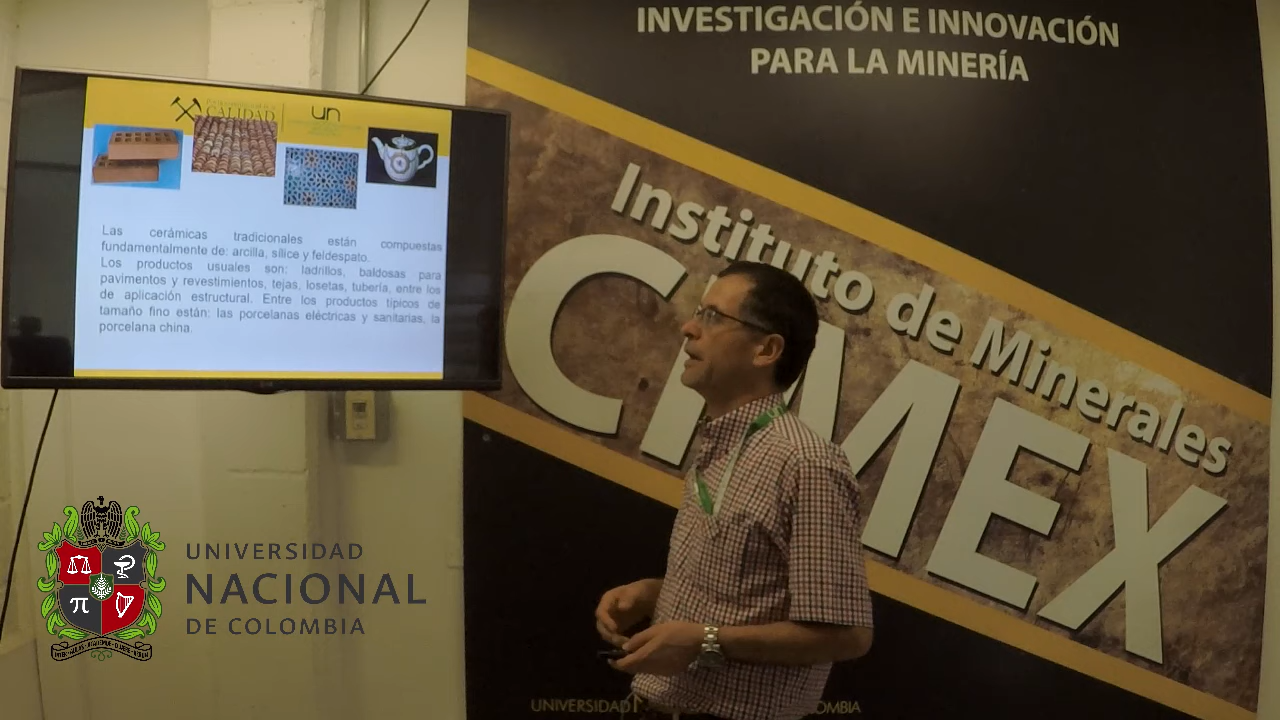 INVESTIGACIÓN E INNOVACIÓN
PARA LA MINERÍA
Instituto de Minerales
CIMEX
CALIDAD
un
Las cerámicas tradicionales están compuestas
fundamentalmente de: arcilla, sílice y feldespato.
Los productos usuales son: ladrillos, baldosas para
pavimentos y revestimientos, tejas, losetas, tubería, entre los
de aplicación estructural. Entre los productos típicos de
tamaño fino están: las porcelanas eléctricas y sanitarias, la
porcelana china.
UNIVERSIDAD
NACIONAL
DE COLOMBIA
π
UNIVERSIDAD